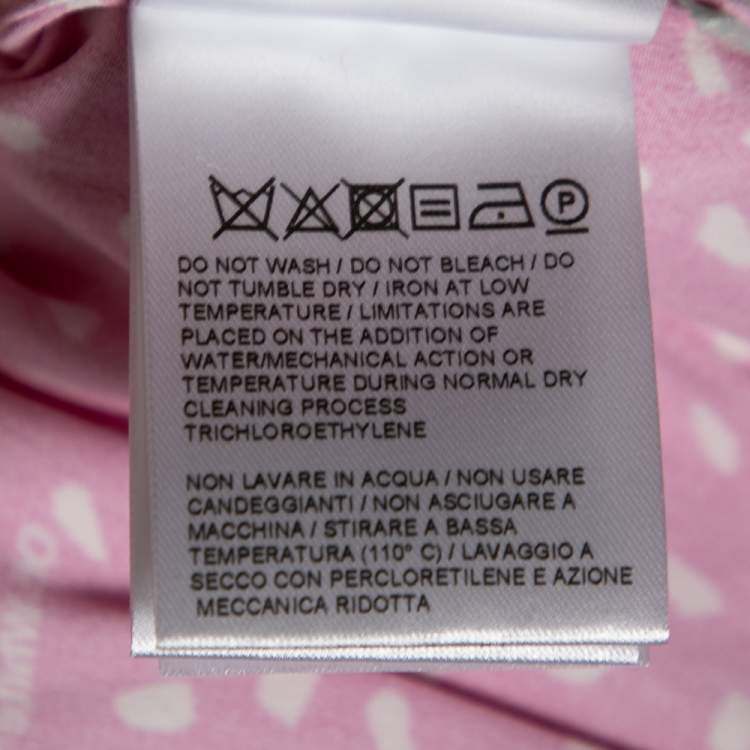 P
DO NOT WASH / DO NOT BLEACH / DO
NOT TUMBLE DRY / IRON AT LOW
TEMPERATURE / LIMITATIONS ARE
PLACED ON THE ADDITION OF
WATER/MECHANICAL ACTION OR
TEMPERATURE DURING NORMAL DRY
CLEANING PROCESS
TRICHLOROETHYLENE
NON LAVARE IN ACQUA / NON USARE
CANDEGGIANTI / NON ASCIUGARE A
MACCHINA / STIRARE A BASSA
TEMPERATURA (110° C) / LAVAGGIO A
SECCO CON PERCLORETILENE E AZIONE
MECCANICA RIDOTTA